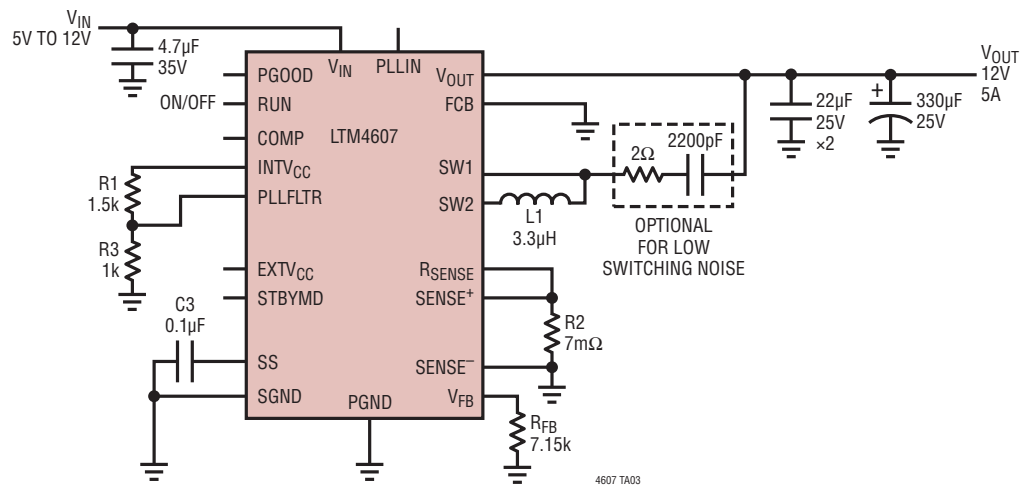 VIN
5V TO 12V
4.7µF
35V
VIN
PLLIN
PGOOD
RUN
ON/OFF
COMP
INTVCC
PLLFLTR
EXTVCC
STBYMD
SS
SGND
PGND
LTM4607
VOUT
FCB
SW1
SW2
RSENSE
SENSE+
SENSE–
VFB
R1
1.5k
R3
1k
C3
0.1µF
L1
3.3µH
2Ω
2200pF
OPTIONAL
FOR LOW
SWITCHING NOISE
R2
7mΩ
RFB
7.15k
22µF
25V
×2
+
330µF
25V
VOUT
12V
5A
4607 TA03